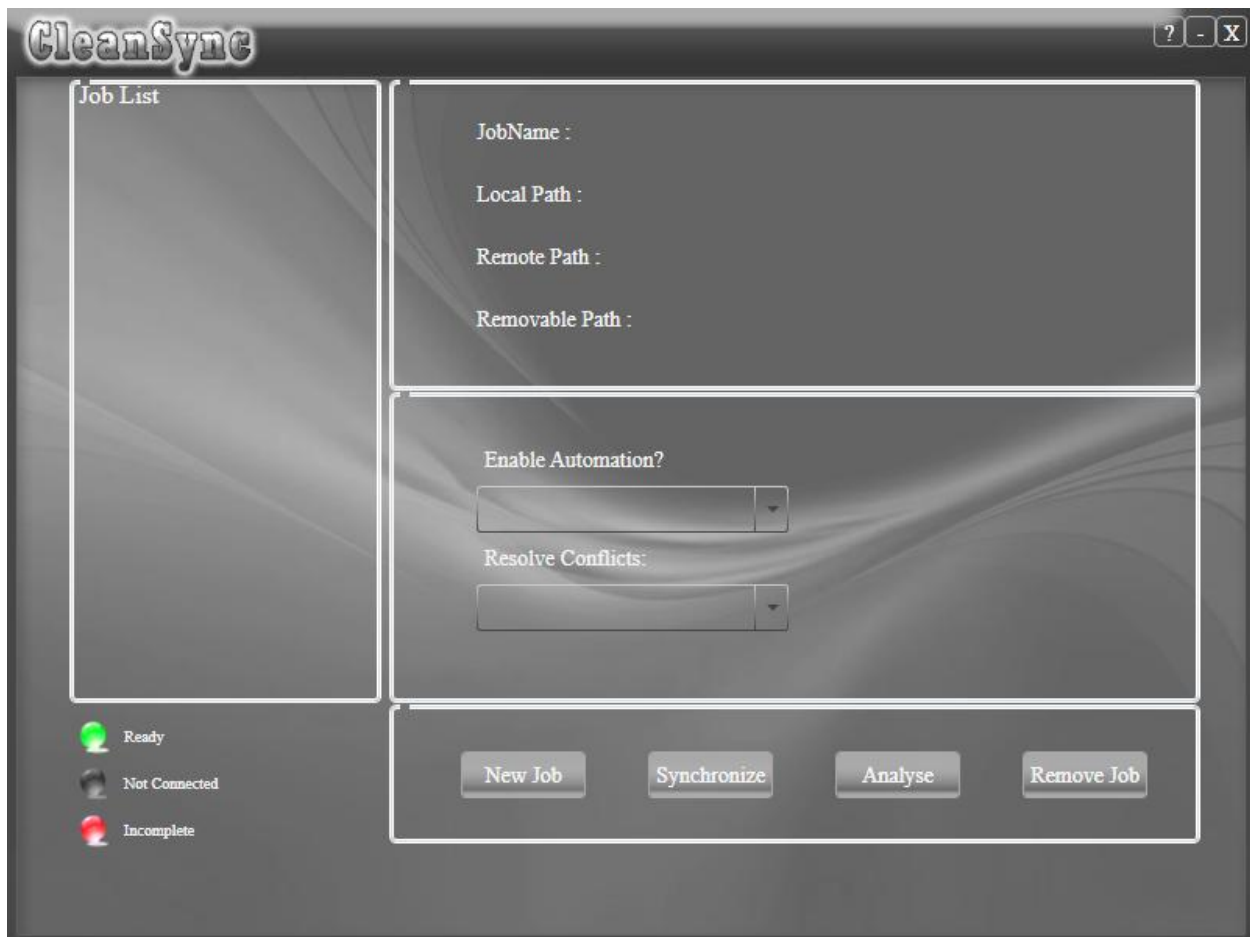 CleanSync
? - X
Job List
JobName :
Local Path :
Remote Path :
Removable Path :
Enable Automation?
Resolve Conflicts:
Ready
Not Connected
Incomplete
New Job
Synchronize
Analyse
Remove Job